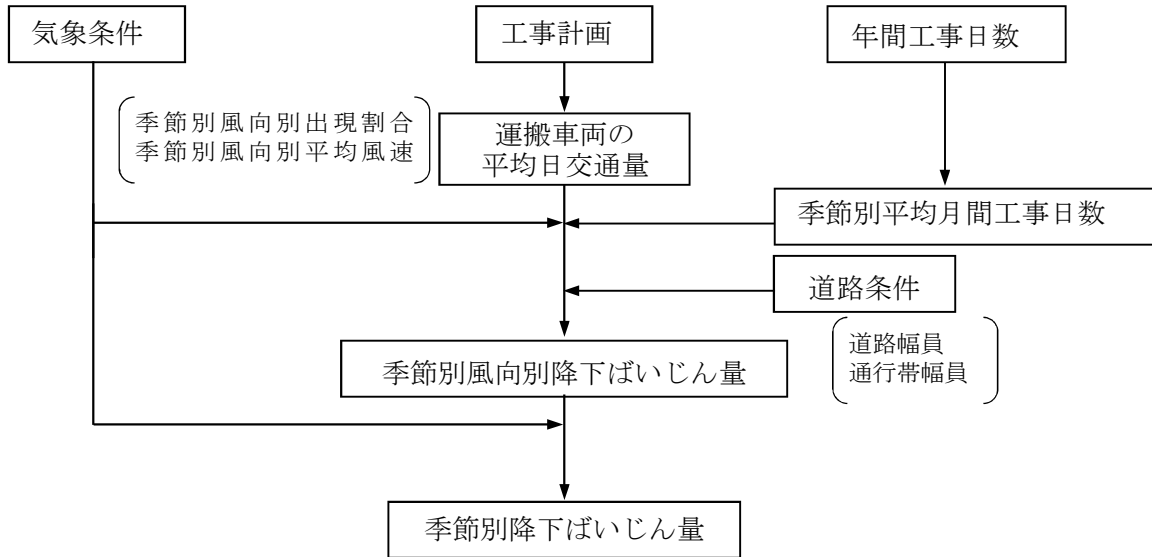 気象条件
工事計画
年間工事日数
季節別風向別出現割合
季節別風向別平均風速
運搬車両の
平均日交通量
季節別平均月間工事日数
道路条件
道路幅員
通行帯幅員
季節別風向別降下ばいじん量
季節別降下ばいじん量